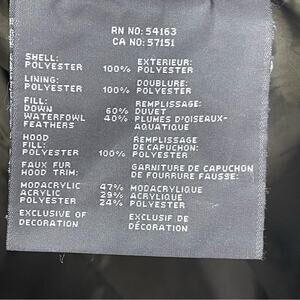 RN NO: 54163
CA NO: 57151
SHELL: EXTÉRIEUR:
POLYESTER 100% POLYESTER
LINING: DOUBLURE:
POLYESTER 100% POLYESTER
FILL: REMPLISSAGE:
DOWN 60% DUVET
WATERFOWL 40% PLUMES D'OISEAUX-
FEATHERS AQUATIQUE
HOOD REMPLISSAGE
FILL: DE CAPUCHON:
POLYESTER 100% POLYESTER
FAUX FUR GARNITURE DE CAPUCHON
HOOD TRIM: DE FOURRURE FAUSSE:
MODACRYLIC 47% MODACRYLIQUE
ACRYLIC 29% ACRYLIQUE
POLYESTER 24% POLYESTER
EXCLUSIVE OF EXCLUSIF DE
DECORATION DÉCORATION